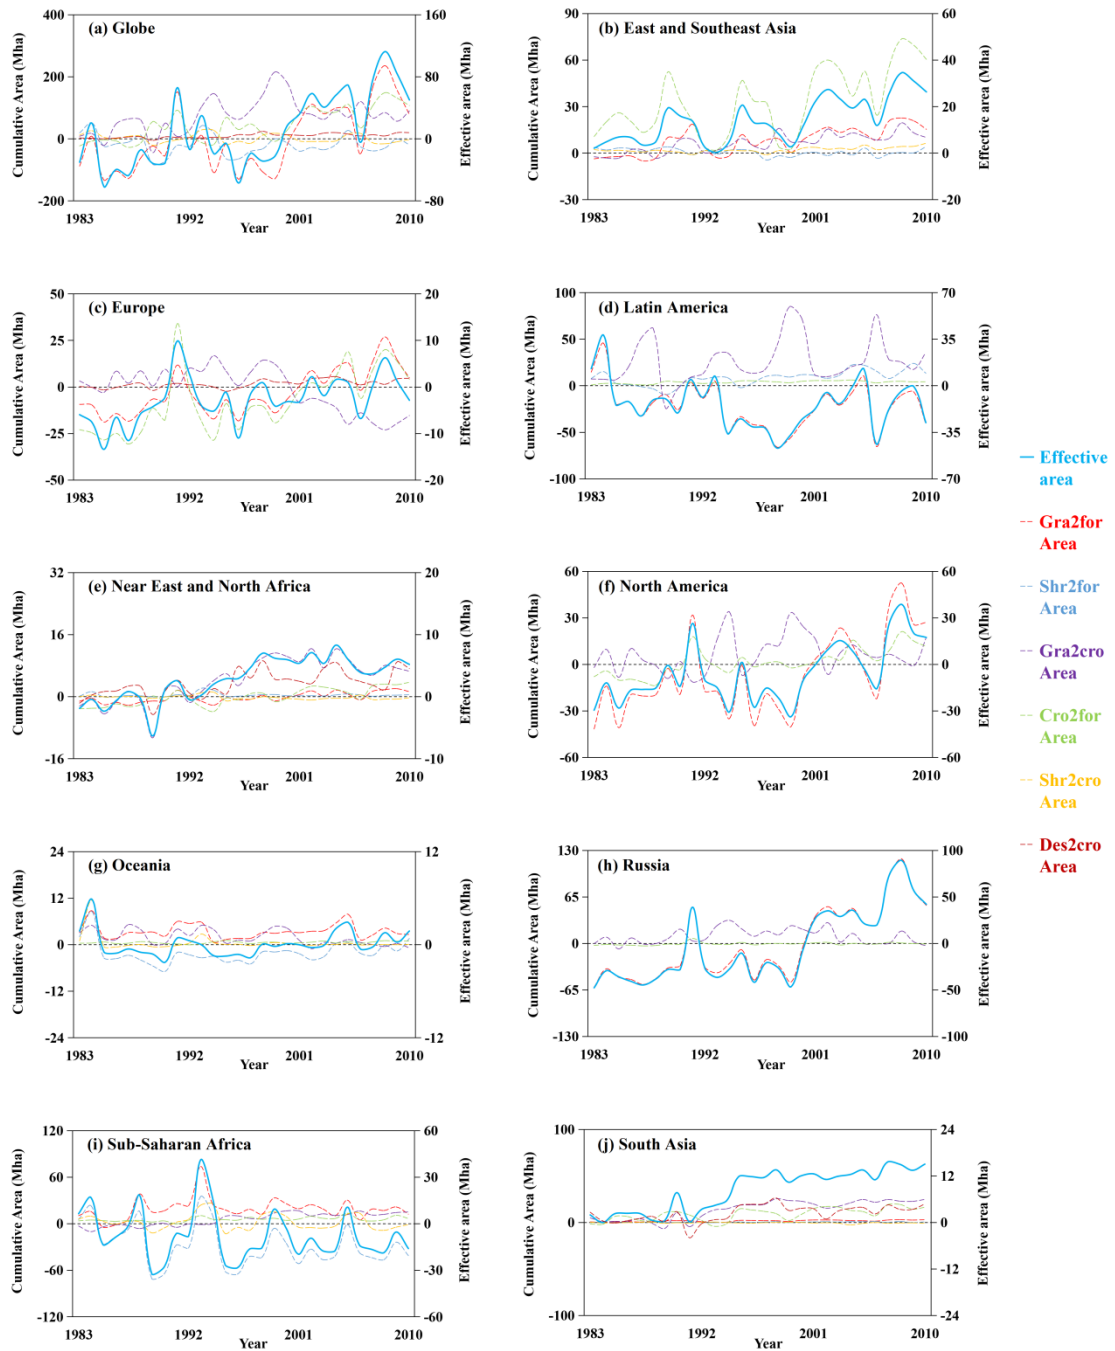 (a) Globe
Cumulative Area (Mha)
400
200
0
-200
160
80
0
-80
Effective area (Mha)
1983
1992
2001
2010
Year
(b) East and Southeast Asia
Cumulative Area (Mha)
90
60
30
0
-30
60
40
20
0
-20
Effective area (Mha)
1983
1992
2001
2010
Year
(c) Europe
Cumulative Area (Mha)
50
25
0
-25
-50
20
10
0
-10
-20
Effective area (Mha)
1983
1992
2001
2010
Year
(d) Latin America
Cumulative Area (Mha)
100
50
0
-50
-100
70
35
0
-35
-70
Effective area (Mha)
1983
1992
2001
2010
Year
(e) Near East and North Africa
Cumulative Area (Mha)
32
16
0
-16
20
10
0
-10
Effective area (Mha)
1983
1992
2001
2010
Year
(f) North America
Cumulative Area (Mha)
60
30
0
-30
-60
60
30
0
-30
-60
Effective area (Mha)
1983
1992
2001
2010
Year
(g) Oceania
Cumulative Area (Mha)
24
12
0
-12
-24
12
0
-12
Effective area (Mha)
1983
1992
2001
2010
Year
(h) Russia
Cumulative Area (Mha)
130
65
0
-65
-130
100
50
0
-50
-100
Effective area (Mha)
1983
1992
2001
2010
Year
(i) Sub-Saharan Africa
Cumulative Area (Mha)
120
60
0
-60
-120
60
30
0
-30
-60
Effective area (Mha)
1983
1992
2001
2010
Year
(j) South Asia
Cumulative Area (Mha)
100
0
-100
24
12
0
-12
-24
Effective area (Mha)
1983
1992
2001
2010
Year
Effective
area
Gra2for
Area
Shr2for
Area
Gra2cro
Area
Cro2for
Area
Shr2cro
Area
Des2cro
Area